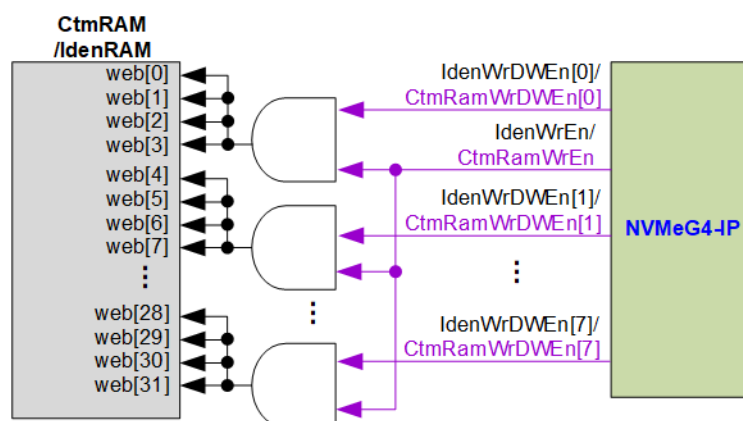 CtmRAM
/IdenRAM
web[0]
web[1]
web[2]
web[3]
web[4]
web[5]
web[6]
web[7]
web[28]
web[29]
web[30]
web[31]
IdenWrDWEn[0]/
CtmRamWrDWEn[0]
IdenWrEn/
CtmRamWrEn
IdenWrDWEn[1]/
CtmRamWrDWEn[1]
IdenWrDWEn[7]/
CtmRamWrDWEn[7]
NVMeG4-IP